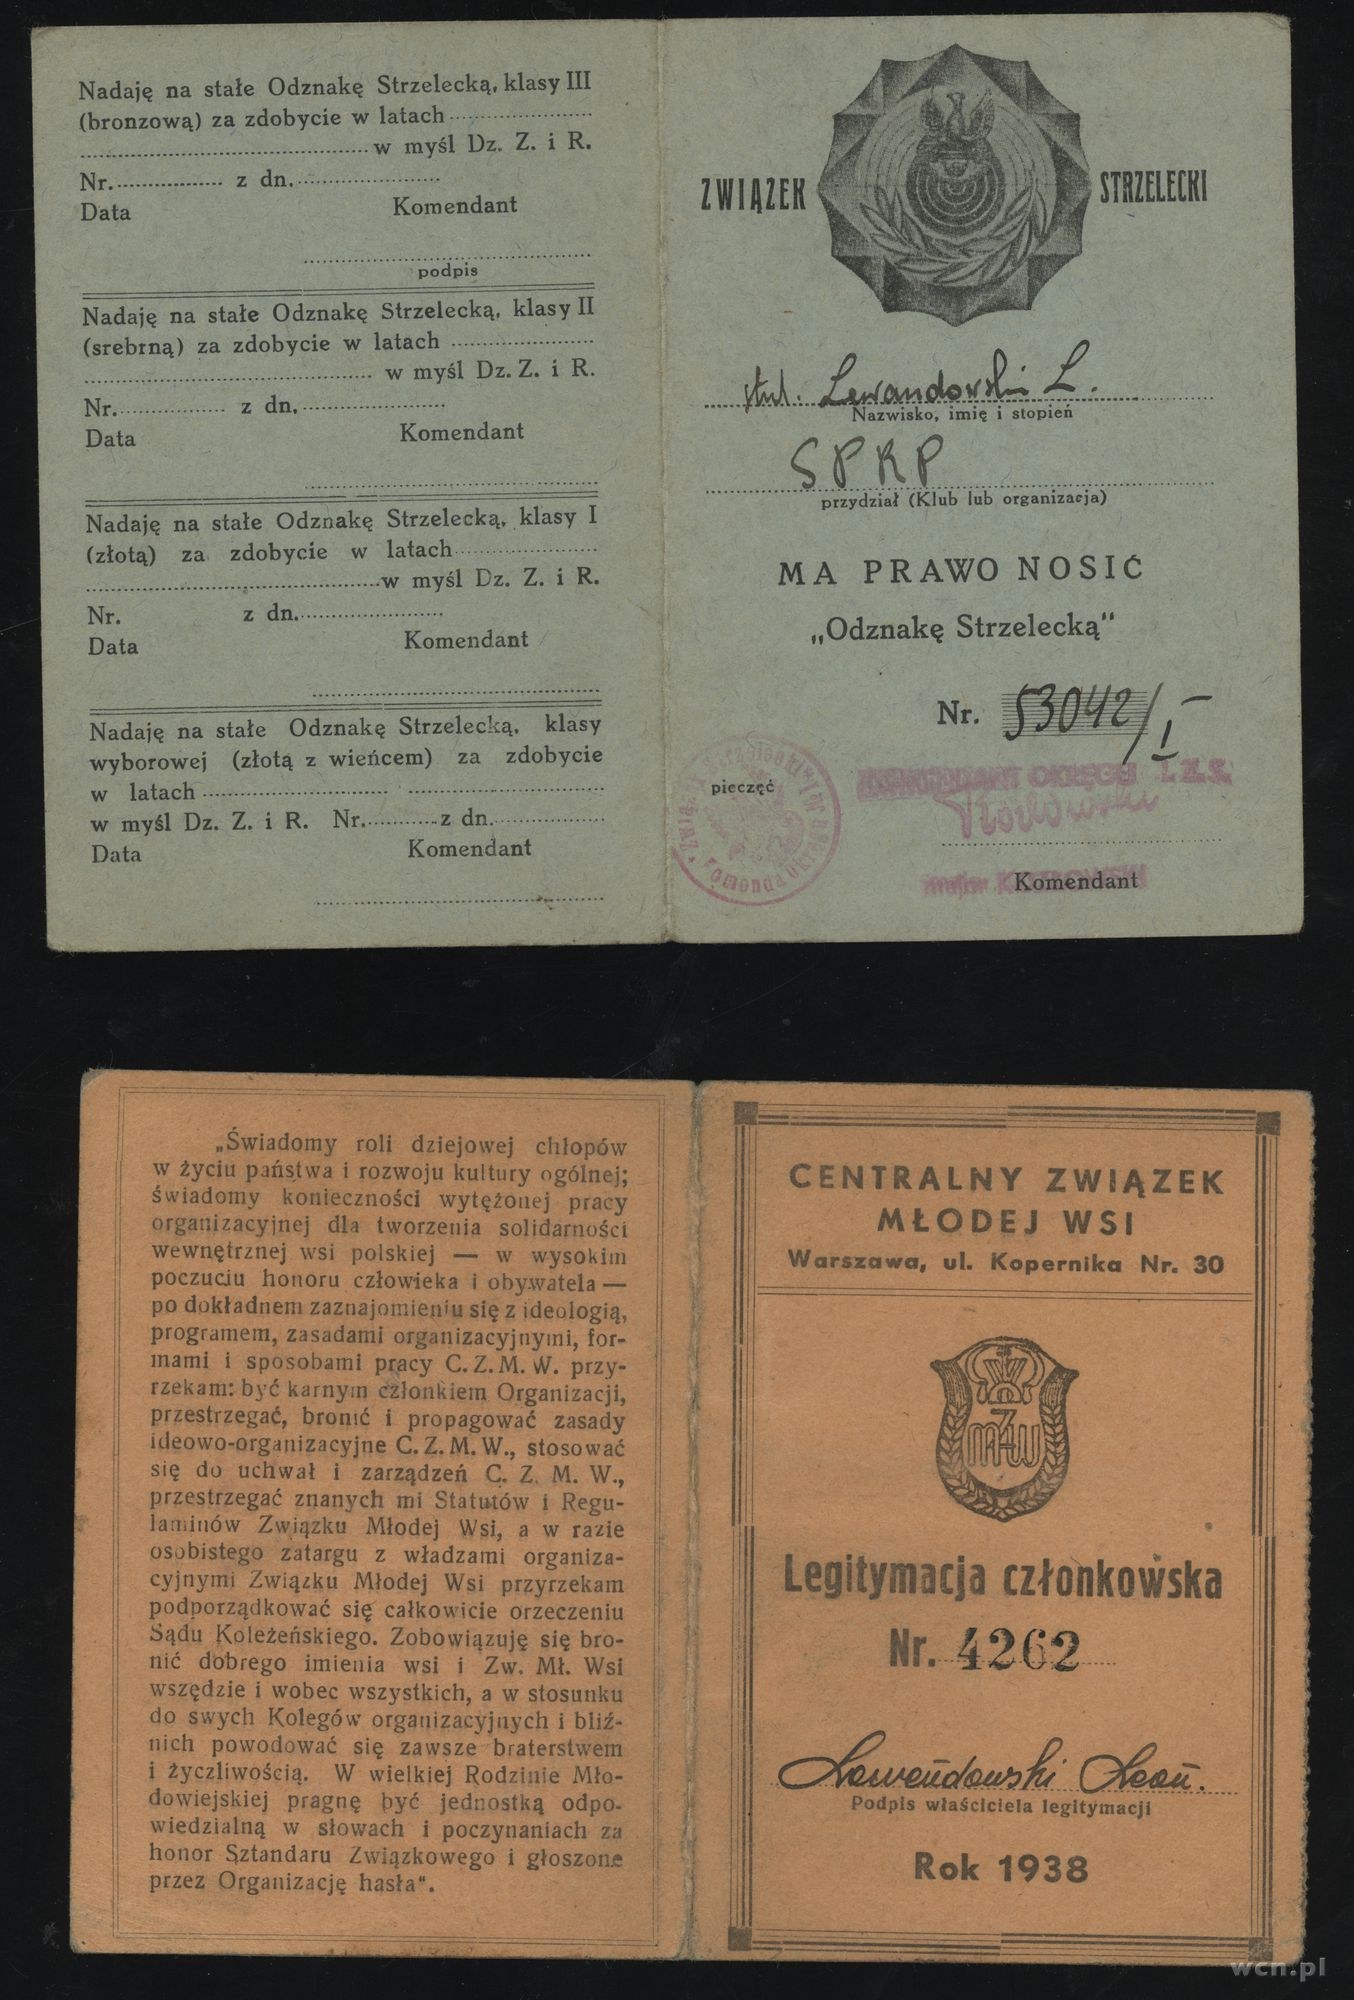 Nadaję na stałe Odznakę Strzelecką, klasy III
(bronzową) za zdobycie w latach
w myśl Dz. Z. i R.
Nr. z dn.
Data Komendant
podpis
Nadaję na stałe Odznakę Strzelecką, klasy II
(srebrną) za zdobycie w latach
w myśl Dz. Z. i R.
Nr. z dn.
Data Komendant
Nadaję na stałe Odznakę Strzelecką, klasy I
(złotą) za zdobycie w latach
w myśl Dz. Z. i R.
Nr. z dn.
Data Komendant
Nadaję na stałe Odznakę Strzelecką, klasy
wyborowej (złotą z wieńcem) za zdobycie
w latach
w myśl Dz. Z. i R. Nr. z dn.
Data Komendant
ZWIĄZEK STRZELECKI
Lewandowski L.
Nazwisko, imię i stopień
SPRP
przydział (Klub lub organizacja)
MA PRAWO NOSIĆ
„Odznakę Strzelecką“
Nr. 53042/I
pieczęć
KOMENDANT OKRĘGU I. Z. S.
major
Komendant
„Świadomy roli dziejowej chłopów
w życiu państwa i rozwoju kultury ogólnej;
świadomy konieczności wytężonej pracy
organizacyjnej dla tworzenia solidarności
wewnętrznej wsi polskiej — w wysokim
poczuciu honoru człowieka i obywatela —
po dokładnem zaznajomieniu się z ideologią,
programem, zasadami organizacyjnymi, for-
mami i sposobami pracy C. Z. M. W. przy-
rzekam: być karnym członkiem Organizacji,
przestrzegać, bronić i propagować zasady
ideowo-organizacyjne C. Z. M. W., stosować
się do uchwał i zarządzeń C. Z. M. W.,
przestrzegać znanych mi Statutów i Regu-
laminów Związku Młodej Wsi, a w razie
osobistego zatargu z władzami organiza-
cyjnymi Związku Młodej Wsi przyrzekam
podporządkować się całkowicie orzeczeniu
Sądu Koleżeńskiego. Zobowiązuję się bro-
nić dobrego imienia wsi i Zw. Mł. Wsi
wszędzie i wobec wszystkich, a w stosunku
do swych Kolegów organizacyjnych i bliź-
nich powodować się zawsze braterstwem
i życzliwością. W wielkiej Rodzinie Mło-
dowiejskiej pragnę być jednostką odpo-
wiedzialną w słowach i poczynaniach za
honor Sztandaru Związkowego i głoszone
przez Organizację hasła“.
CENTRALNY ZWIĄZEK
MŁODEJ WSI
Warszawa, ul. Kopernika Nr. 30
Legitymacja członkowska
Nr. 4262
Lewandowski Leon.
Podpis właściciela legitymacji
Rok 1938
wcn.pl